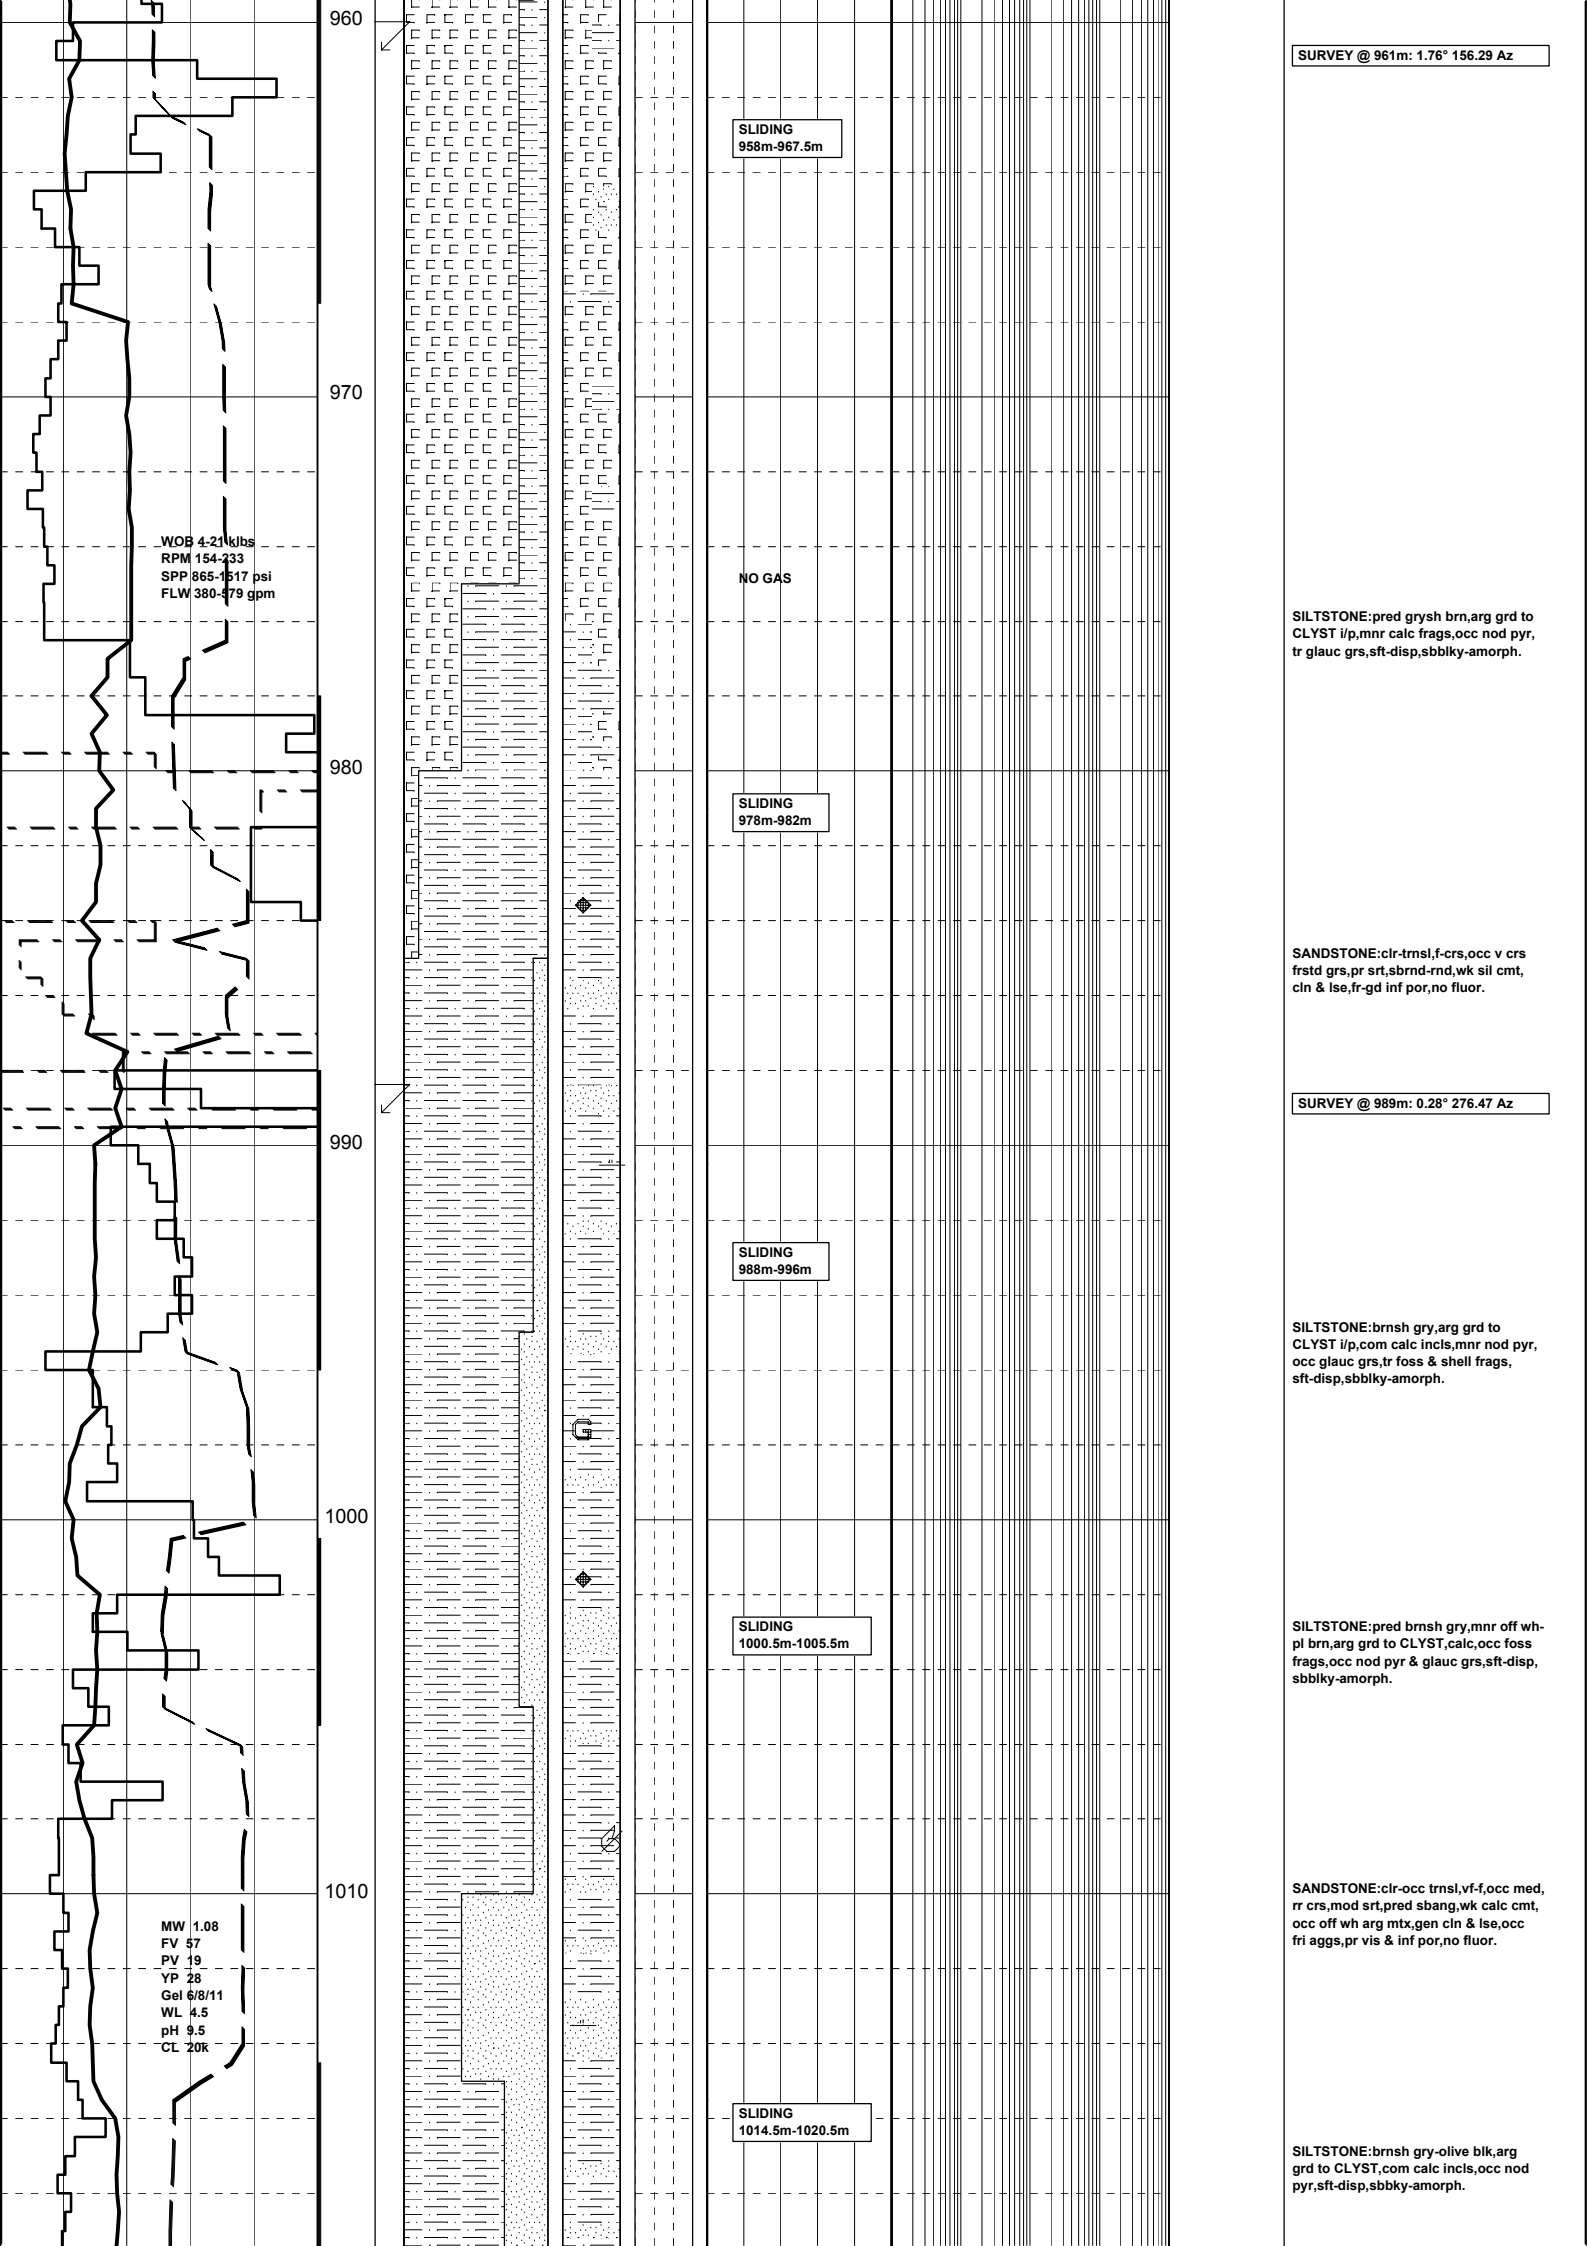 960
SURVEY @ 961m: 1.76° 156.29 Az
SLIDING
958m-967.5m
970
WOB 4-21 klbs
RPM 154-233
SPP 865-1517 psi
FLW 380-579 gpm
NO GAS
SILTSTONE:pred grysh brn,arg grd to
CLYST i/p,mnr calc frags,occ nod pyr,
tr glauc grs,sft-disp,sbblky-amorph.
980
SLIDING
978m-982m
SANDSTONE:clr-trnsl,f-crs,occ v crs
frstd grs,pr srt,sbrnd-rnd,wk sil cmt,
cln & lse,fr-gd inf por,no fluor.
SURVEY @ 989m: 0.28° 276.47 Az
990
SLIDING
988m-996m
SILTSTONE:brnsh gry,arg grd to
CLYST i/p,com calc incls,mnr nod pyr,
occ glauc grs,tr foss & shell frags,
sft-disp,sbblky-amorph.
G
1000
SLIDING
1000.5m-1005.5m
SILTSTONE:pred brnsh gry,mnr off wh-
pl brn,arg grd to CLYST,calc,occ foss
frags,occ nod pyr & glauc grs,sft-disp,
sbblky-amorph.
1010
SANDSTONE:clr-occ trnsl,vf-f,occ med,
rr crs,mod srt,pred sbang,wk calc cmt,
occ off wh arg mtx,gen cln & lse,occ
fri aggs,pr vis & inf por,no fluor.
MW 1.08
FV 57
PV 19
YP 28
Gel 6/8/11
WL 4.5
pH 9.5
CL 20k
SLIDING
1014.5m-1020.5m
SILTSTONE:brnsh gry-olive blk,arg
grd to CLYST,com calc incls,occ nod
pyr,sft-disp,sbbky-amorph.